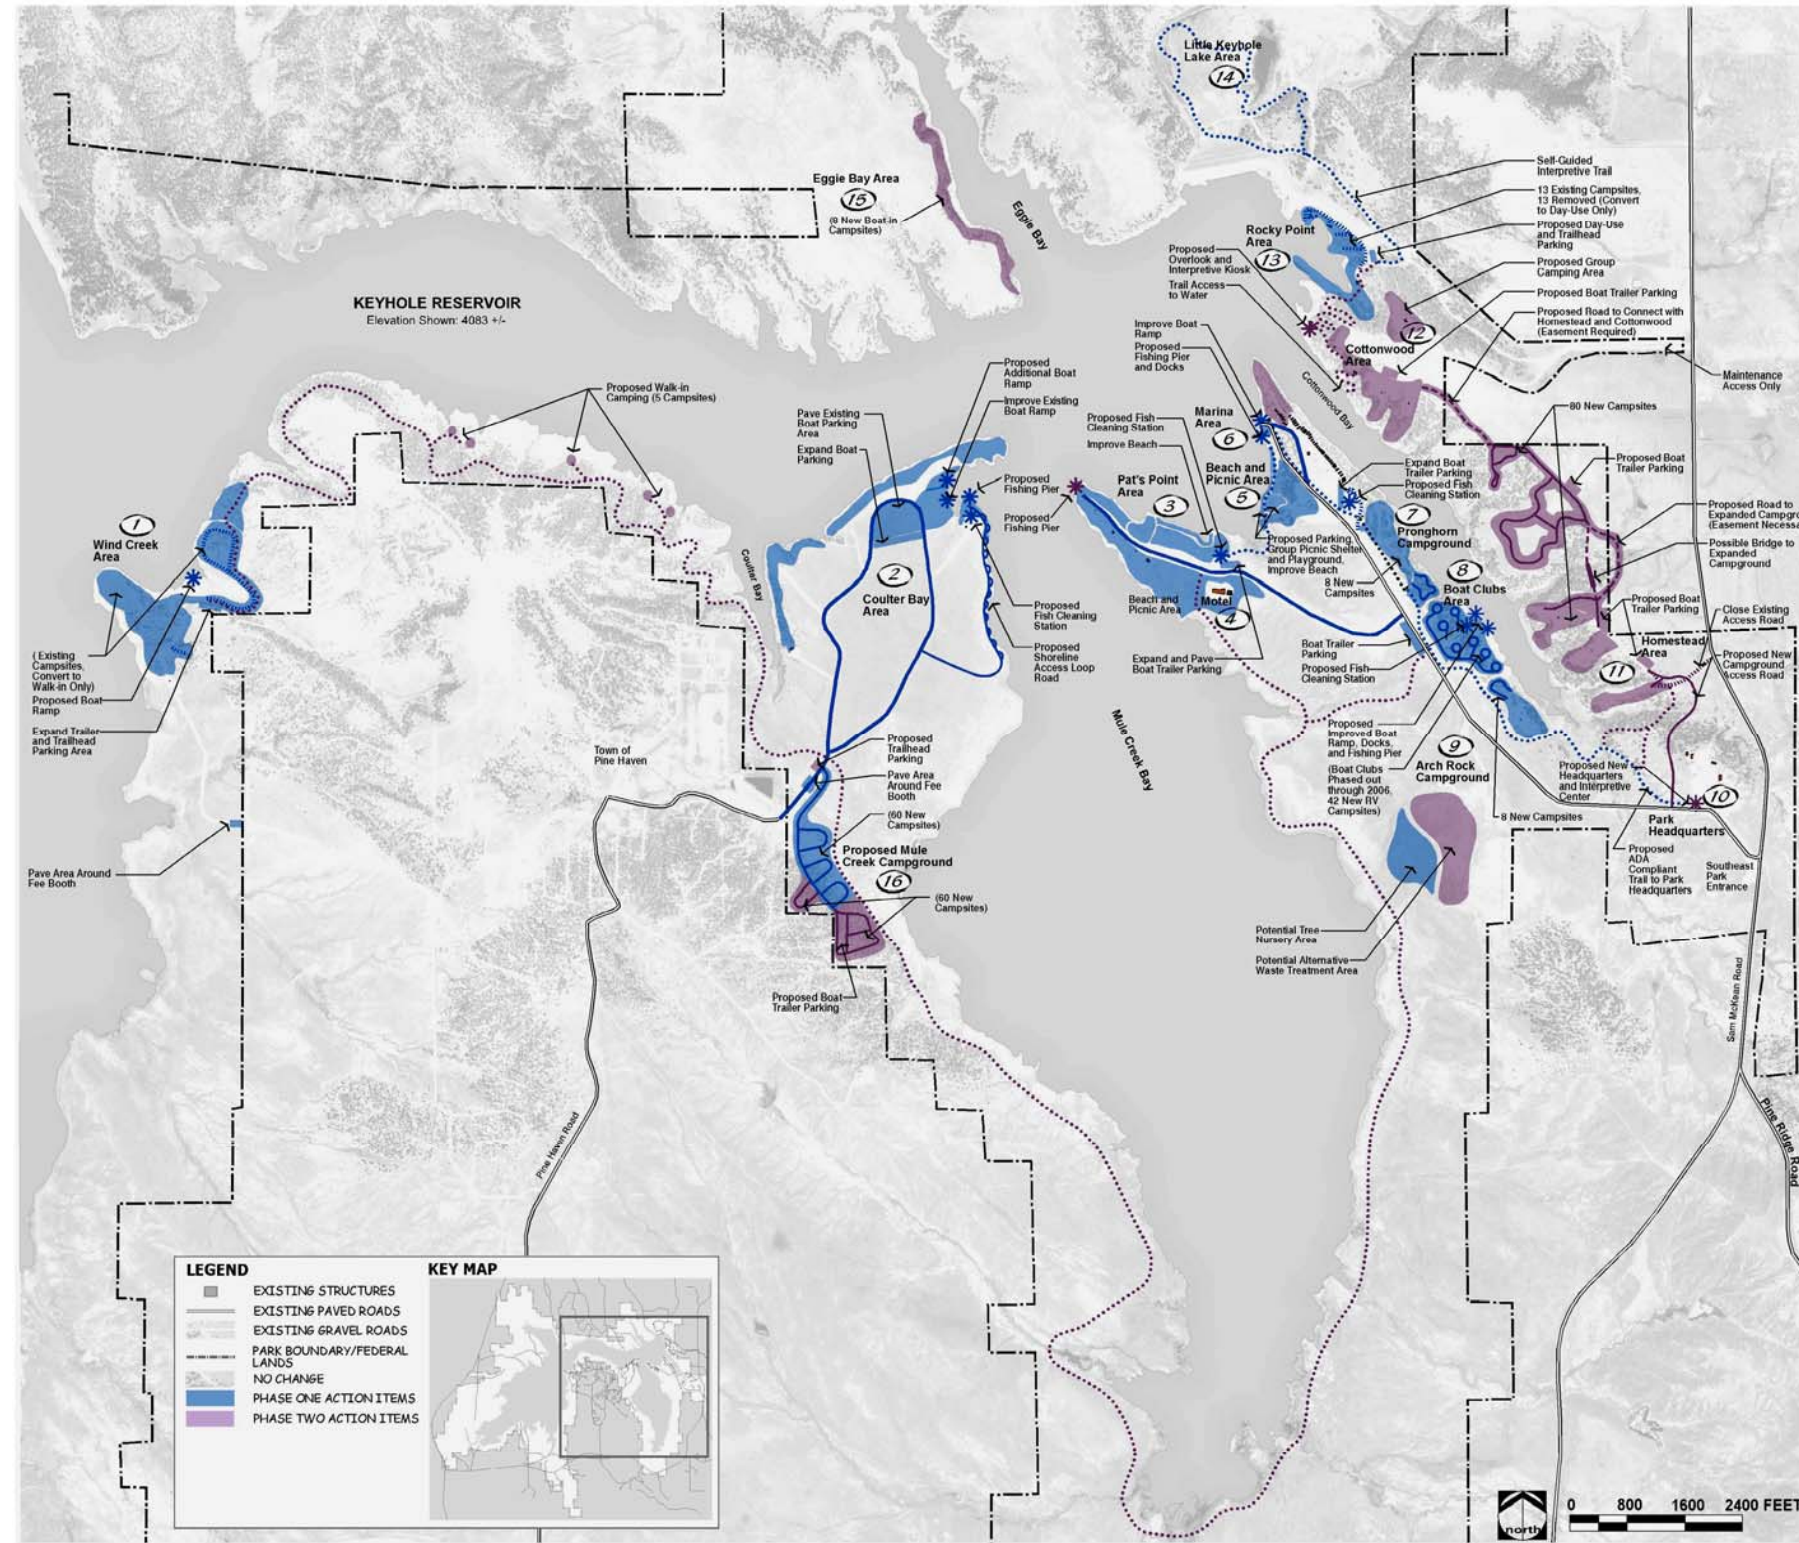 Little Keyhole
Lake Area
14
Self-Guided
Interpretive Trail
13 Existing Campsites,
13 Removed (Convert
to Day-Use Only)
Proposed Day-Use
and Trailhead
Parking
Proposed Group
Camping Area
Proposed Boat Trailer Parking
Proposed Road to Connect with
Homestead and Cottonwood
(Easement Required)
Maintenance
Access Only
Eggie Bay Area
15
New Boat-in
Campsites)
Eggie Bay
Rocky Point
Area
13
Proposed
Overlook and
Interpretive Kiosk
Trail Access
to Water
12
Cottonwood
Area
Cottonwood Bay
KEYHOLE RESERVOIR
Elevation Shown: 4083 +/-
Improve Boat
Ramp
Proposed
Fishing Pier
and Docks
Marina
Area
6
Proposed Fish
Cleaning Station
Improve Beach
Beach and
Picnic Area
5
Pat's Point
Area
3
80 New Campsites
Proposed Boat
Trailer Parking
Expand Boat
Trailer Parking
Proposed Fish
Cleaning Station
7
Pronghorn
Campground
Proposed Road to
Expanded Campgro
(Easement Necessa
Possible Bridge to
Expanded
Campground
Proposed Parking,
Group Picnic Shelter
and Playground,
Improve Beach
8 New
Campsites
8
Boat Clubs
Area
Proposed Boat
Trailer Parking
Close Existing
Access Road
Homestead
Area
11
Proposed New
Campground
Access Road
Beach and
Picnic Area
Motel
4
Expand and Pave
Boat Trailer Parking
Boat Trailer
Parking
Proposed Fish
Cleaning Station
Proposed
Improved Boat
Ramp, Docks,
and Fishing Pier
(Boat Clubs
Phased out
through 2006,
42 New RV
Campsites)
9
Arch Rock
Campground
8 New Campsites
Proposed New
Headquarters
and Interpretive
Center
10
Park
Headquarters
Proposed
ADA
Compliant
Trail to Park
Headquarters
Southeast
Park
Entrance
Potential Tree
Nursery Area
Potential Alternative
Waste Treatment Area
Sam McKean Road
Pine Ridge Road
Mule Creek Bay
Proposed Walk-in
Camping (5 Campsites)
Proposed
Additional Boat
Ramp
Improve Existing
Boat Ramp
Pave Existing
Boat Parking
Area
Expand Boat
Parking
Proposed
Fishing Pier
Proposed
Fishing Pier
2
Coulter Bay
Area
Coulter Bay
Proposed
Fish Cleaning
Station
Proposed
Shoreline
Access Loop
Road
1
Wind Creek
Area
( Existing
Campsites,
Convert to
Walk-in Only)
Proposed Boat
Ramp
Expand Trailer
and Trailhead
Parking Area
Pave Area Around
Fee Booth
Town of
Pine Haven
Pine Haven Road
Proposed
Trailhead
Parking
Pave Area
Around Fee
Booth
(60 New
Campsites)
Proposed Mule
Creek Campground
16
(60 New
Campsites)
Proposed Boat
Trailer Parking
LEGEND
EXISTING STRUCTURES
EXISTING PAVED ROADS
EXISTING GRAVEL ROADS
PARK BOUNDARY/FEDERAL
LANDS
NO CHANGE
PHASE ONE ACTION ITEMS
PHASE TWO ACTION ITEMS
KEY MAP
north
0 800 1600 2400 FEET